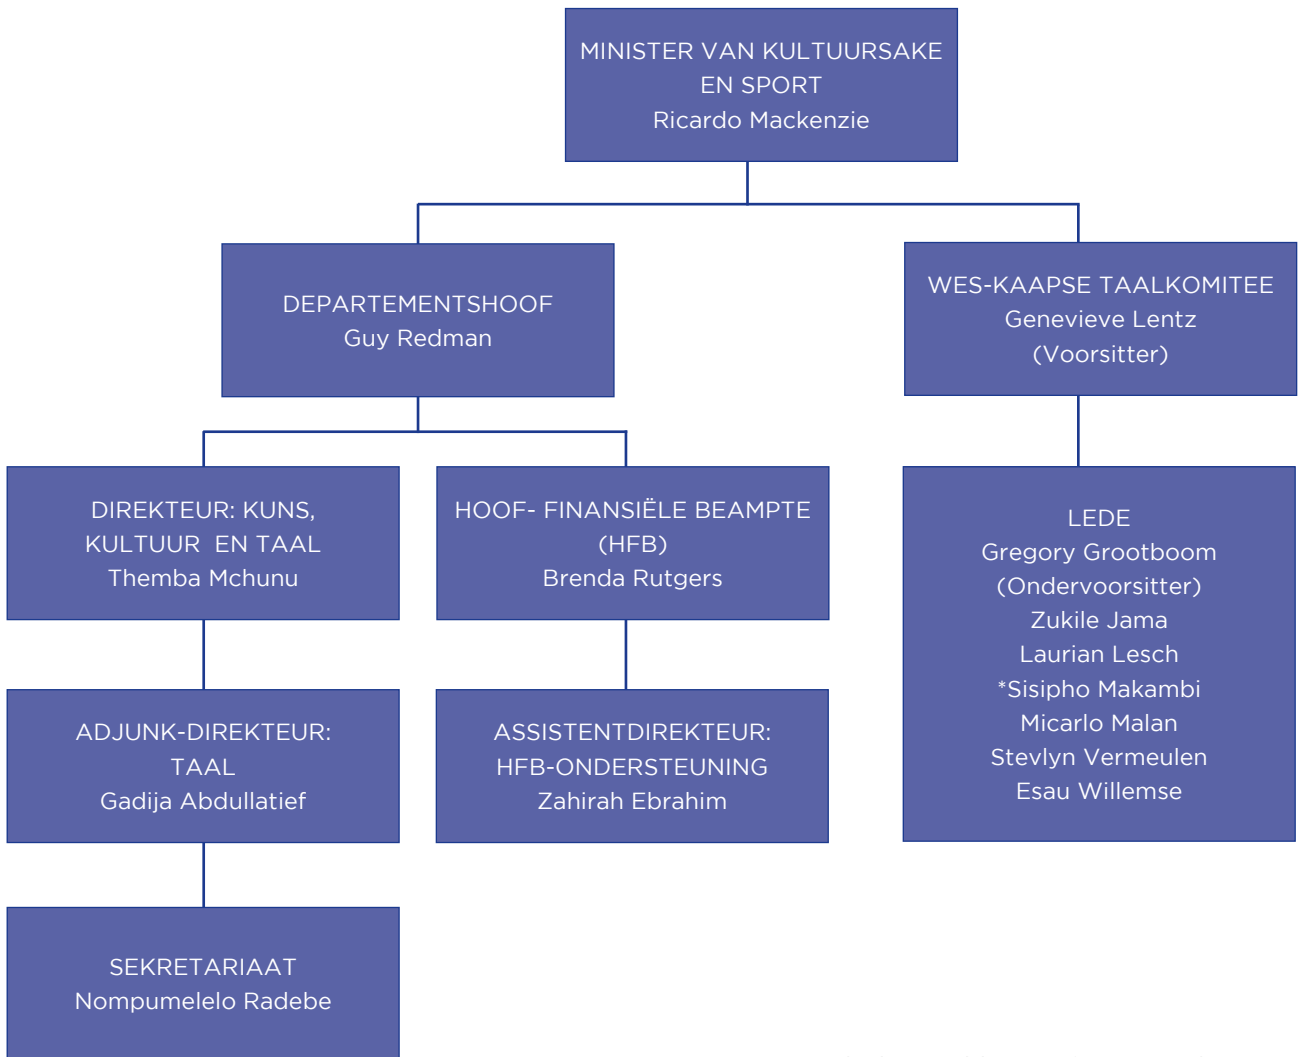 MINISTER VAN KULTUURSAKE
EN SPORT
Ricardo Mackenzie
DEPARTEMENTSHOOF
Guy Redman
WES-KAAPSE TAALKOMITEE
Genevieve Lentz
(Voorsitter)
DIREKTEUR: KUNS,
KULTUUR EN TAAL
Themba Mchunu
HOOF- FINANSIËLE BEAMPTE
(HFB)
Brenda Rutgers
LEDE
Gregory Grootboom
(Ondervoorsitter)
Zukile Jama
Laurian Lesch
*Sisipho Makambi
Micarlo Malan
Stevlyn Vermeulen
Esau Willemse
ADJUNK-DIREKTEUR:
TAAL
Gadija Abdullatief
ASSISTENTDIREKTEUR:
HFB-ONDERSTEUNING
Zahirah Ebrahim
SEKRETARIAAT
Nompumelelo Radebe